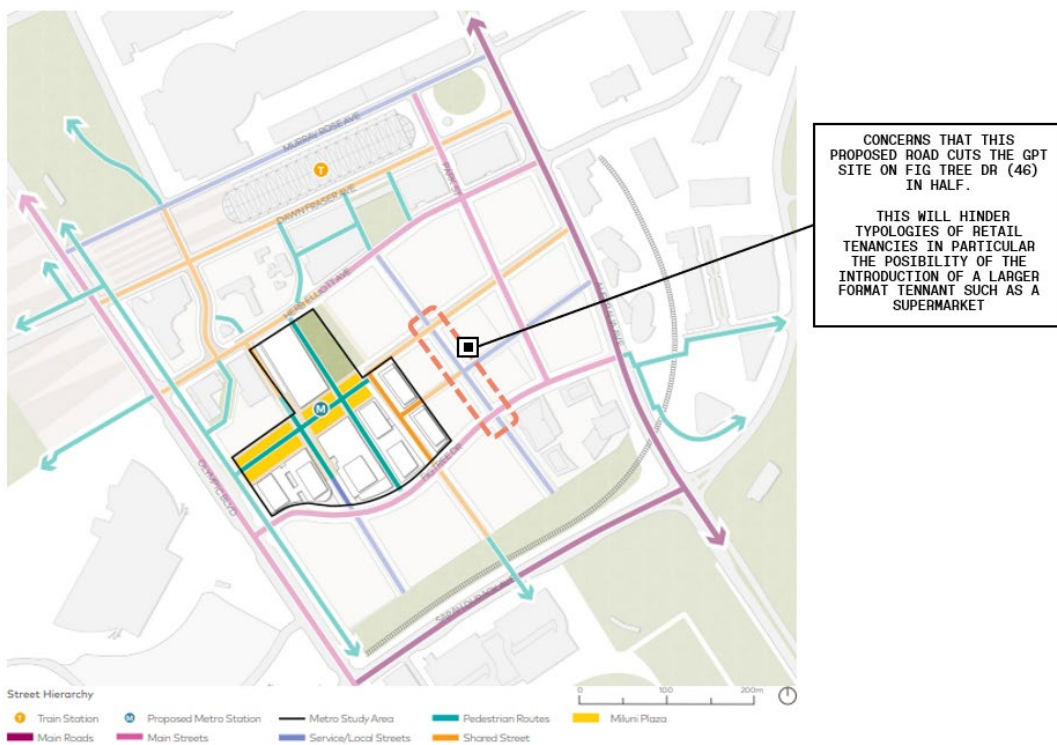 MURRAY ROSE AVE
T
DAWN FRASER AVE
PARK ST
HERB ELLIOTT AVE
AUSTRALIA AVE
M
FIG TREE DR
OLYMPIC BLVD
SARAH DURACK AVE
CONCERNS THAT THIS
PROPOSED ROAD CUTS THE GPT
SITE ON FIG TREE DR (46)
IN HALF.
THIS WILL HINDER
TYPOLOGIES OF RETAIL
TENANCIES IN PARTICULAR
THE POSIBILITY OF THE
INTRODUCTION OF A LARGER
FORMAT TENNANT SUCH AS A
SUPERMARKET
Street Hierarchy
0 100 200m
T Train Station M Proposed Metro Station Metro Study Area Pedestrian Routes Miluni Plaza
Main Roads Main Streets Service/Local Streets Shared Street